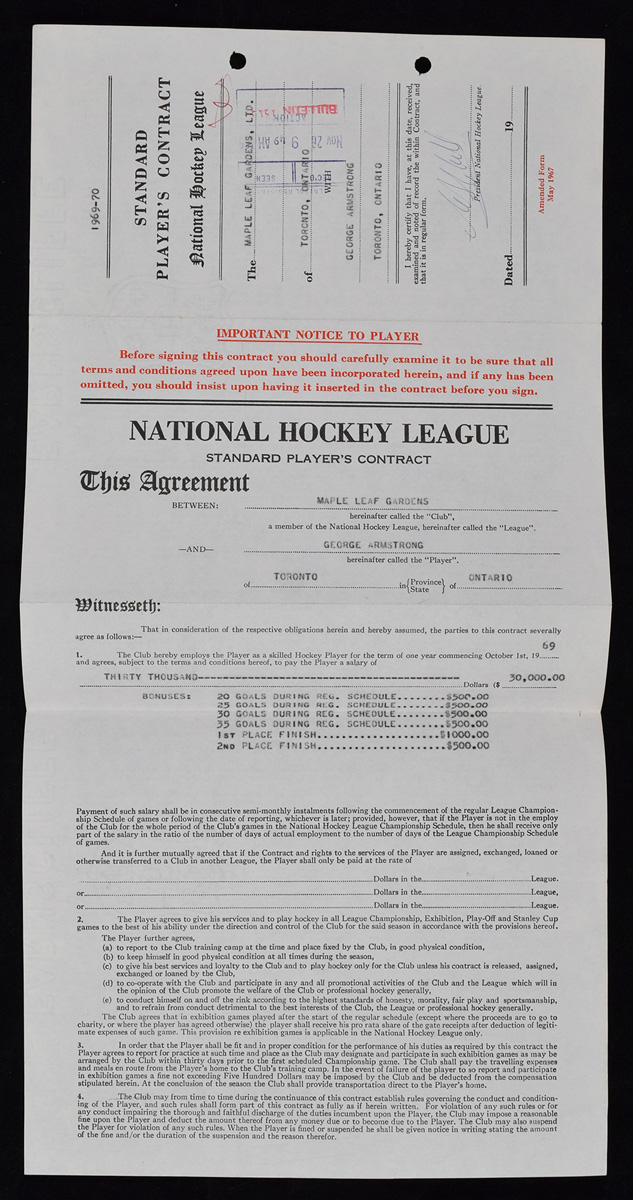 1969-70
STANDARD
PLAYER'S CONTRACT
National Hockey League
The MAPLE LEAF GARDENS, LTD.
of TORONTO, ONTARIO
WITH
GEORGE ARMSTRONG
TORONTO, ONTARIO
BULLETIN 131
ACTION
NOV 26 9 49 AM
REC'D SEEN
I hereby certify that I have, at this date, received,
examined and noted of record the within Contract, and
that it is in regular form.
President National Hockey League.
Dated 19
Amended Form
May 1967
IMPORTANT NOTICE TO PLAYER
Before signing this contract you should carefully examine it to be sure that all
terms and conditions agreed upon have been incorporated herein, and if any has been
omitted, you should insist upon having it inserted in the contract before you sign.
NATIONAL HOCKEY LEAGUE
STANDARD PLAYER'S CONTRACT
This Agreement
BETWEEN: MAPLE LEAF GARDENS
hereinafter called the "Club",
a member of the National Hockey League, hereinafter called the "League".
—AND— GEORGE ARMSTRONG
hereinafter called the "Player".
of TORONTO in {Province State} of ONTARIO
Witnesseth:
That in consideration of the respective obligations herein and hereby assumed, the parties to this contract severally
agree as follows:—
1. The Club hereby employs the Player as a skilled Hockey Player for the term of one year commencing October 1st, 19 69
and agrees, subject to the terms and conditions hereof, to pay the Player a salary of
THIRTY THOUSAND---------- Dollars ($ 30,000.00
BONUSES: 20 GOALS DURING REG. SCHEDULE........$500.00
25 GOALS DURING REG. SCHEDULE........$500.00
30 GOALS DURING REG. SCHEDULE........$500.00
35 GOALS DURING REG. SCHEDULE........$500.00
1ST PLACE FINISH.....................$1000.00
2ND PLACE FINISH.....................$500.00
Payment of such salary shall be in consecutive semi-monthly instalments following the commencement of the regular League Champion-
ship Schedule of games or following the date of reporting, whichever is later; provided, however, that if the Player is not in the employ
of the Club for the whole period of the Club's games in the National Hockey League Championship Schedule, then he shall receive only
part of the salary in the ratio of the number of days of actual employment to the number of days of the League Championship Schedule
of games.
And it is further mutually agreed that if the Contract and rights to the services of the Player are assigned, exchanged, loaned or
otherwise transferred to a Club in another League, the Player shall only be paid at the rate of
Dollars in the League.
or Dollars in the League,
or Dollars in the League.
2. The Player agrees to give his services and to play hockey in all League Championship, Exhibition, Play-Off and Stanley Cup
games to the best of his ability under the direction and control of the Club for the said season in accordance with the provisions hereof.
The Player further agrees,
(a) to report to the Club training camp at the time and place fixed by the Club, in good physical condition,
(b) to keep himself in good physical condition at all times during the season,
(c) to give his best services and loyalty to the Club and to play hockey only for the Club unless his contract is released, assigned,
exchanged or loaned by the Club,
(d) to co-operate with the Club and participate in any and all promotional activities of the Club and the League which will in
the opinion of the Club promote the welfare of the Club or professional hockey generally,
(e) to conduct himself on and off the rink according to the highest standards of honesty, morality, fair play and sportsmanship,
and to refrain from conduct detrimental to the best interests of the Club, the League or professional hockey generally.
The Club agrees that in exhibition games played after the start of the regular schedule (except where the proceeds are to go to
charity, or where the player has agreed otherwise) the player shall receive his pro rata share of the gate receipts after deduction of legiti-
mate expenses of such game. This provision re exhibition games is applicable in the National Hockey League only.
3. In order that the Player shall be fit and in proper condition for the performance of his duties as required by this contract the
Player agrees to report for practice at such time and place as the Club may designate and participate in such exhibition games as may be
arranged by the Club within thirty days prior to the first scheduled Championship game. The Club shall pay the travelling expenses
and meals en route from the Player's home to the Club's training camp. In the event of failure of the player to so report and participate
in exhibition games a fine not exceeding Five Hundred Dollars may be imposed by the Club and be deducted from the compensation
stipulated herein. At the conclusion of the season the Club shall provide transportation direct to the Player's home.
4. The Club may from time to time during the continuance of this contract establish rules governing the conduct and condition-
ing of the Player, and such rules shall form part of this contract as fully as if herein written. For violation of any such rules or for
any conduct impairing the thorough and faithful discharge of the duties incumbent upon the Player, the Club may impose a reasonable
fine upon the Player and deduct the amount thereof from any money due or to become due to the Player. The Club may also suspend
the Player for violation of any such rules. When the Player is fined or suspended he shall be given notice in writing stating the amount
of the fine and/or the duration of the suspension and the reason therefor.